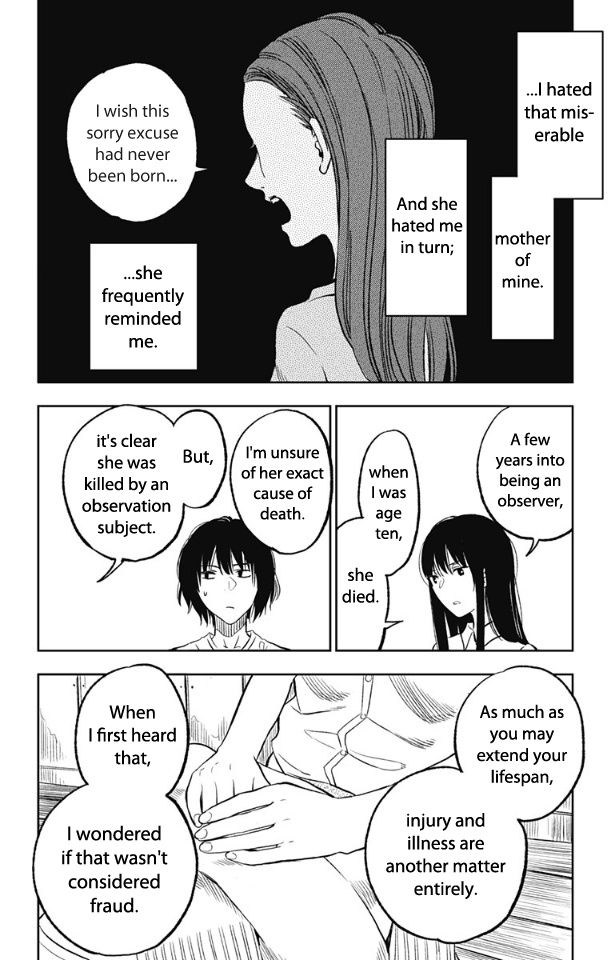 ...I hated
that mis-
erable
mother
of
mine.
And she
hated me
in turn;
I wish this
sorry excuse
had never
been born...
...she
frequently
reminded
me.
A few
years into
being an
observer,
when
I was
age
ten,
she
died.
I'm unsure
of her exact
cause of
death.
But,
it's clear
she was
killed by an
observation
subject.
As much as
you may
extend your
lifespan,
injury and
illness are
another matter
entirely.
When
I first heard
that,
I wondered
if that wasn't
considered
fraud.